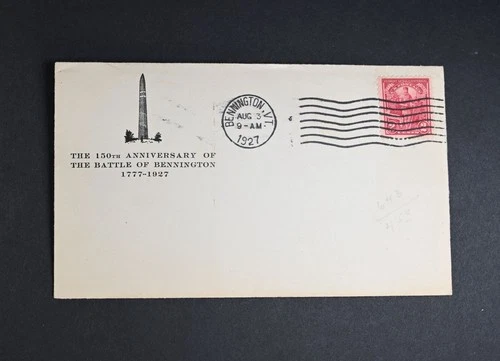 THE 150TH ANNIVERSARY OF
THE BATTLE OF BENNINGTON
1777-1927
BENNINGTON, VT.
AUG 3
9-AM
1927